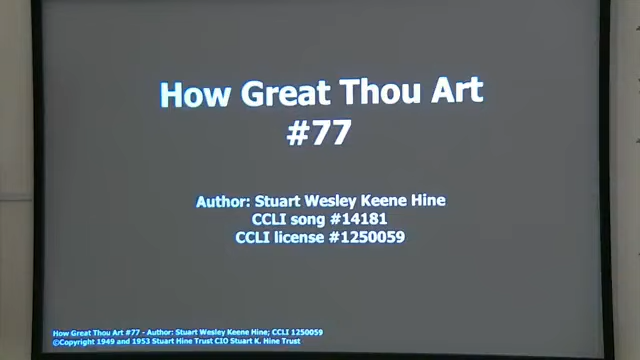 How Great Thou Art
#77
Author: Stuart Wesley Keene Hine
CCLI song #14181
CCLI license #1250059
How Great Thou Art #77 - Author: Stuart Wesley Keene Hine; CCLI 1250059
©Copyright 1949 and 1953 Stuart Hine Trust CIO Stuart K. Hine Trust